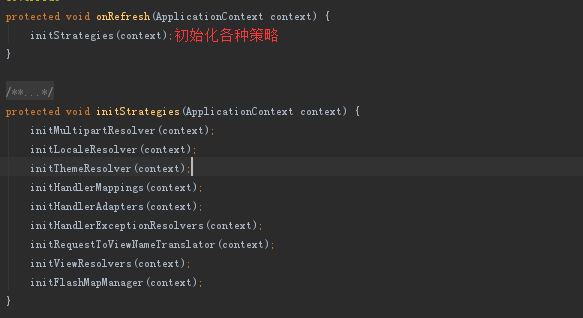 protected void onRefresh(ApplicationContext context) {
initStrategies(context);初始化各种策略
}
/**...*/
protected void initStrategies(ApplicationContext context) {
initMultipartResolver(context);
initLocaleResolver(context);
initThemeResolver(context);
initHandlerMappings(context);
initHandlerAdapters(context);
initHandlerExceptionResolvers(context);
initRequestToViewNameTranslator(context);
initViewResolvers(context);
initFlashMapManager(context);
}